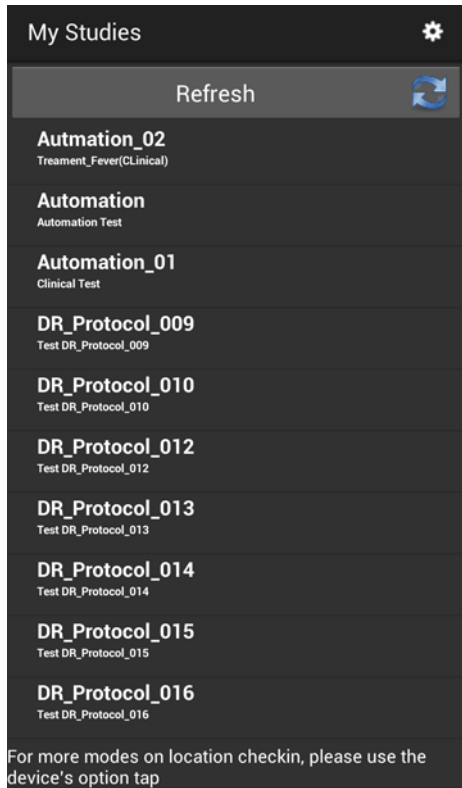 My Studies
Refresh
Autmation_02
Treament_Fever(CLinical)
Automation
Automation Test
Automation_01
Clinical Test
DR_Protocol_009
Test DR_Protocol_009
DR_Protocol_010
Test DR_Protocol_010
DR_Protocol_012
Test DR_Protocol_012
DR_Protocol_013
Test DR_Protocol_013
DR_Protocol_014
Test DR_Protocol_014
DR_Protocol_015
Test DR_Protocol_015
DR_Protocol_016
Test DR_Protocol_016
For more modes on location checkin, please use the
device's option tap